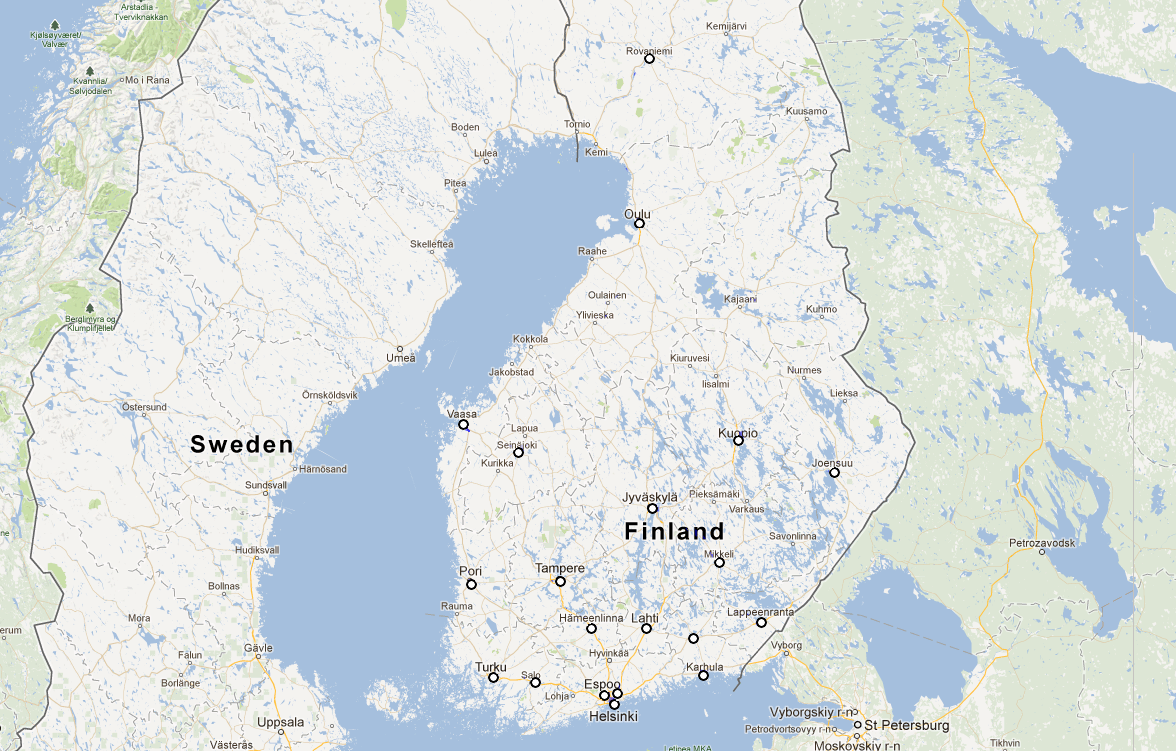 Arstadia -
Tverviknakkan
Kjølsøyværet/
Valvær
Kemijärvi
Rovaniemi
Kvannlia/
Sølvjodalen
Mo i Rana
Kuusamo
Boden
Tornio
Luleå
Kemi
Piteå
Oulu
Skellefteå
Raahe
Oulainen
Kajaani
Kuhmo
Ylivieska
Berglimyra og
Klumplifjellet
Kokkola
Umeå
Kiuruvesi
Jakobstad
Nurmes
Iisalmi
Lieksa
Örnsköldsvik
Östersund
Vaasa
Lapua
Kuopio
Sweden
Seinäjoki
Kurikka
Joensuu
Härnösand
Sundsvall
Jyväskylä
Pieksämäki
Varkaus
Finland
Savonlinna
Petrozavodsk
Hudiksvall
Mikkeli
Pori
Tampere
Bollnäs
Rauma
Mora
Hämeenlinna
Lahti
Lappeenranta
erum
Gävle
Vyborg
Falun
Hyvinkää
Turku
Salo
Karhula
Borlänge
Espoo
Lohja
Helsinki
Vyborgskiy r-n
Uppsala
St Petersburg
Petrodvortsovyy r-n
Västerås
Letinea MKA
Moskovskiy r-n
Tikhvin